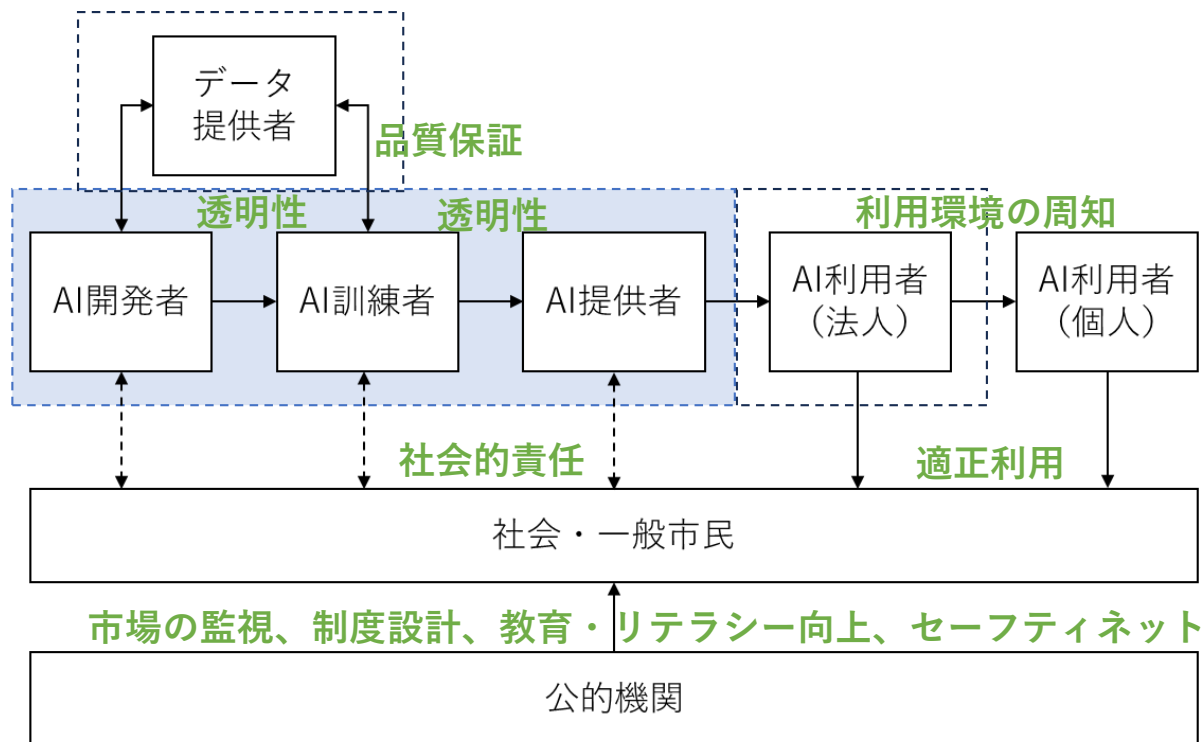 データ
提供者
品質保証
透明性
透明性
利用環境の周知
AI開発者
AI訓練者
AI提供者
AI利用者
（法人）
AI利用者
（個人）
社会的責任
適正利用
社会・一般市民
市場の監視、制度設計、教育・リテラシー向上、セーフティネット
公的機関